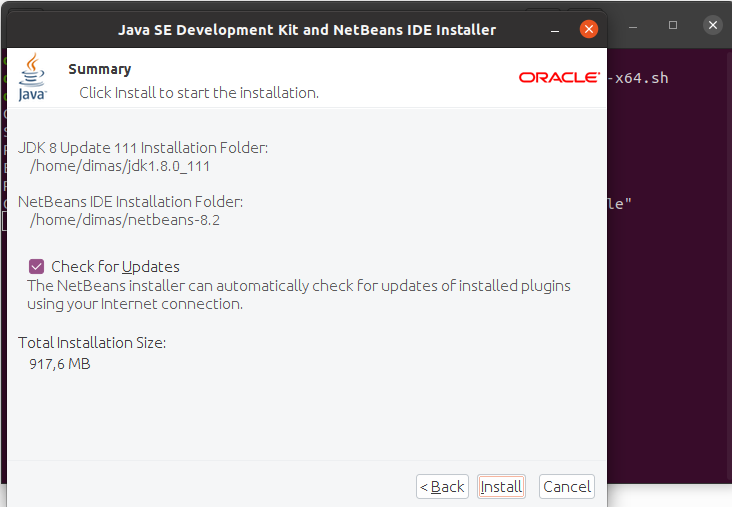 Java SE Development Kit and NetBeans IDE Installer
Java
Summary
ORACLE
Click Install to start the installation.
-x64.sh
JDK 8 Update 111 Installation Folder:
/home/dimas/jdk1.8.0_111
NetBeans IDE Installation Folder:
le"
/home/dimas/netbeans-8.2
Check for Updates
The NetBeans installer can automatically check for updates of installed plugins
using your Internet connection.
Total Installation Size:
917,6 MB
< Back
Install
Cancel